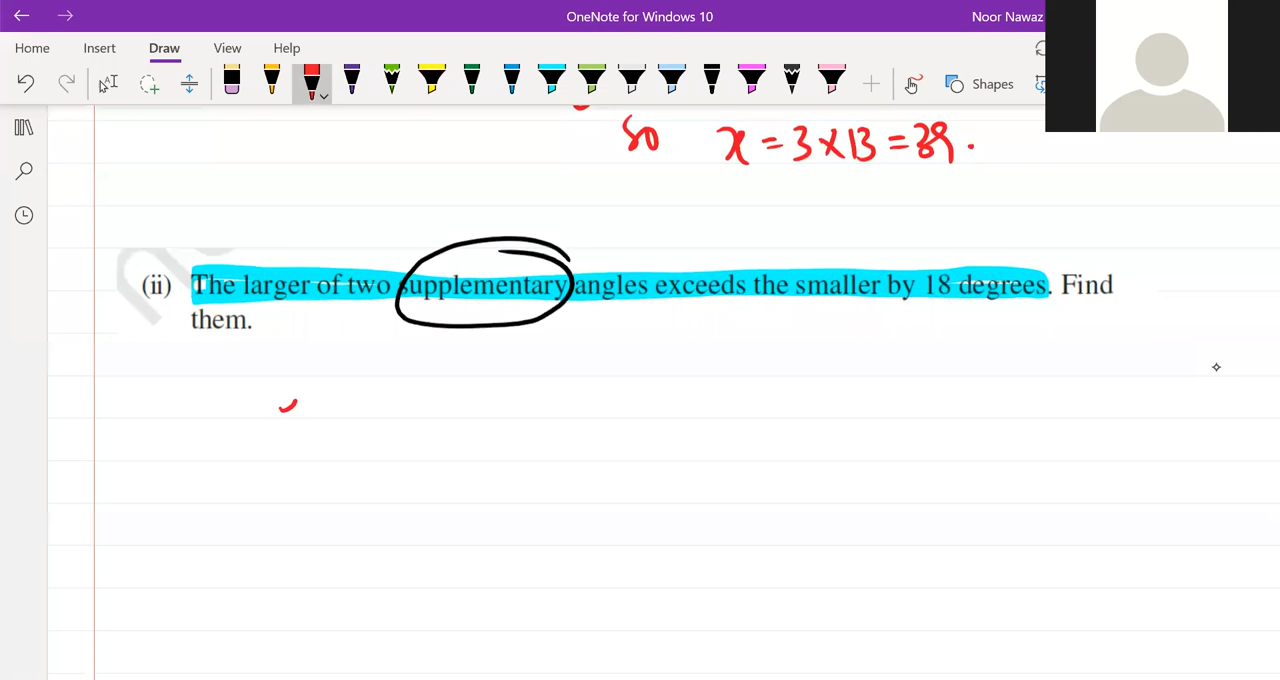 OneNote for Windows 10
Noor Nawaz
Home Insert Draw View Help
Shapes
so x = 3 × 13 = 39.
(ii) The larger of two supplementary angles exceeds the smaller by 18 degrees. Find
them.